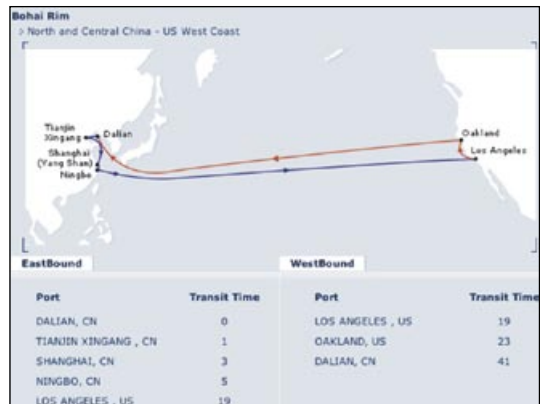 Bohai Rim
> North and Central China - US West Coast
Tianjin
Xingang
Dalian
Shanghai
(Yang Shan)
Ningbo
Oakland
Los Angeles
EastBound
WestBound
Port Transit Time
DALIAN, CN 0
TIANJIN XINGANG , CN 1
SHANGHAI, CN 3
NINGBO, CN 5
LOS ANGELES , US 19
Port Transit Time
LOS ANGELES , US 19
OAKLAND, US 23
DALIAN, CN 41